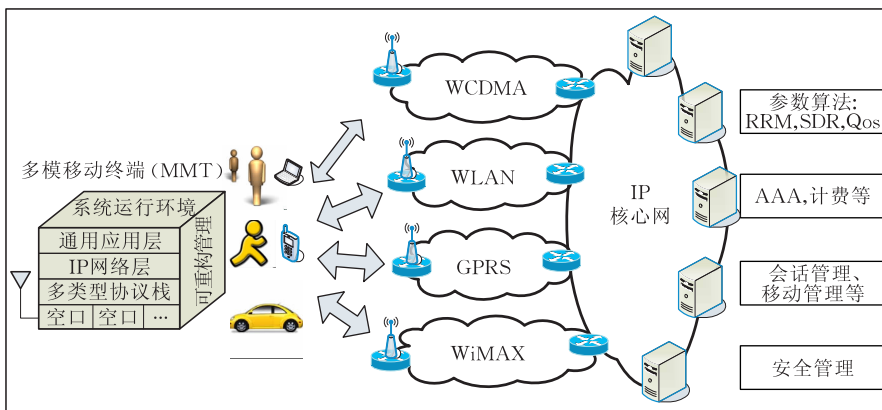 多模移动终端(MMT)
系统运行环境
通用应用层
IP网络层
多类型协议栈
空口 空口 …
可重构管理
WCDMA
WLAN
GPRS
WiMAX
IP
核心网
参数算法:
RRM,SDR,Qos
AAA,计费等
会话管理、
移动管理等
安全管理